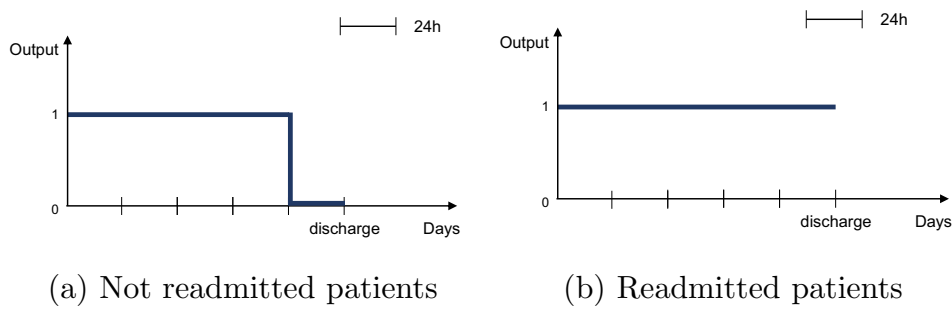 24h
Output
1
0
discharge Days
(a) Not readmitted patients
24h
Output
1
0
discharge Days
(b) Readmitted patients